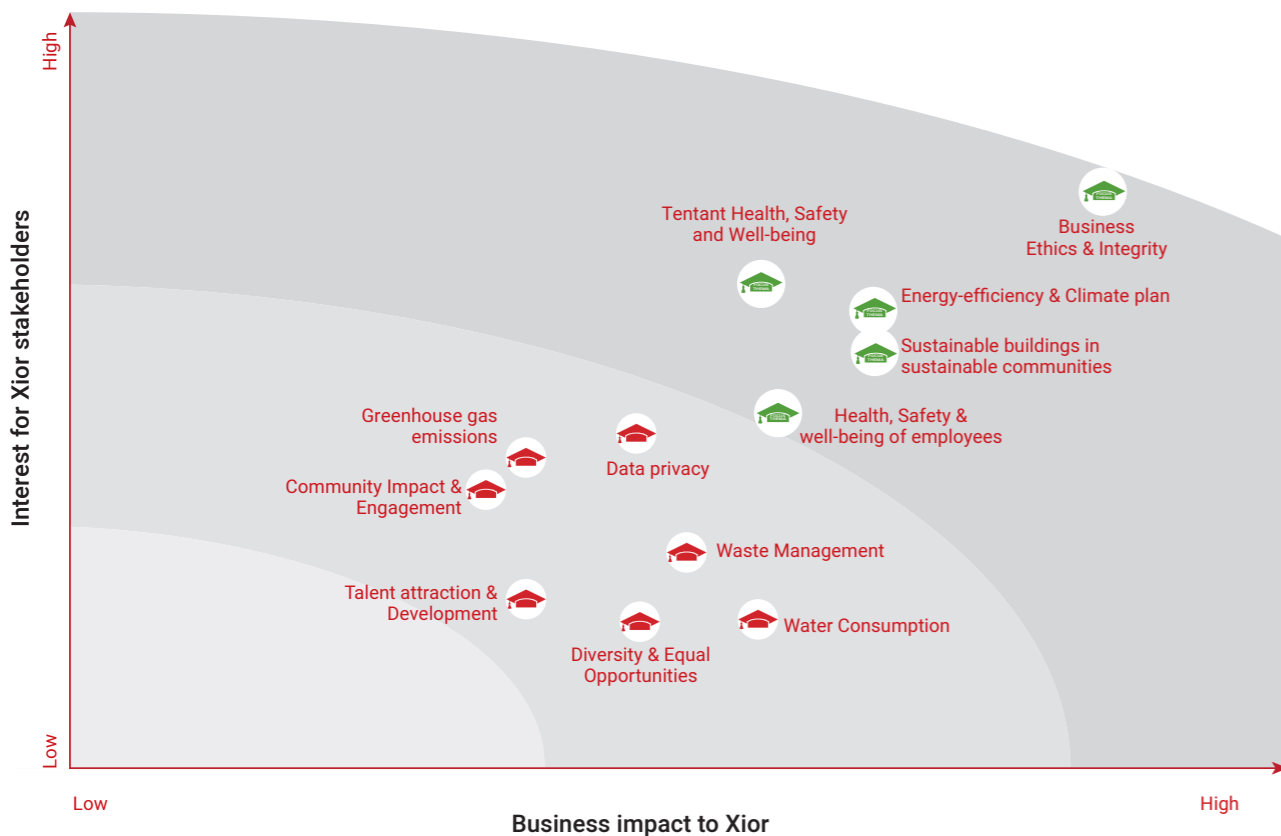 High
Interest for Xior stakeholders
Low
Tentant Health, Safety
and Well-being
Business
Ethics & Integrity
Energy-efficiency & Climate plan
Sustainable buildings in
sustainable communities
Health, Safety &
well-being of employees
Greenhouse gas
emissions
Data privacy
Community Impact &
Engagement
Waste Management
Talent attraction &
Development
Water Consumption
Diversity & Equal
Opportunities
Low
High
Business impact to Xior